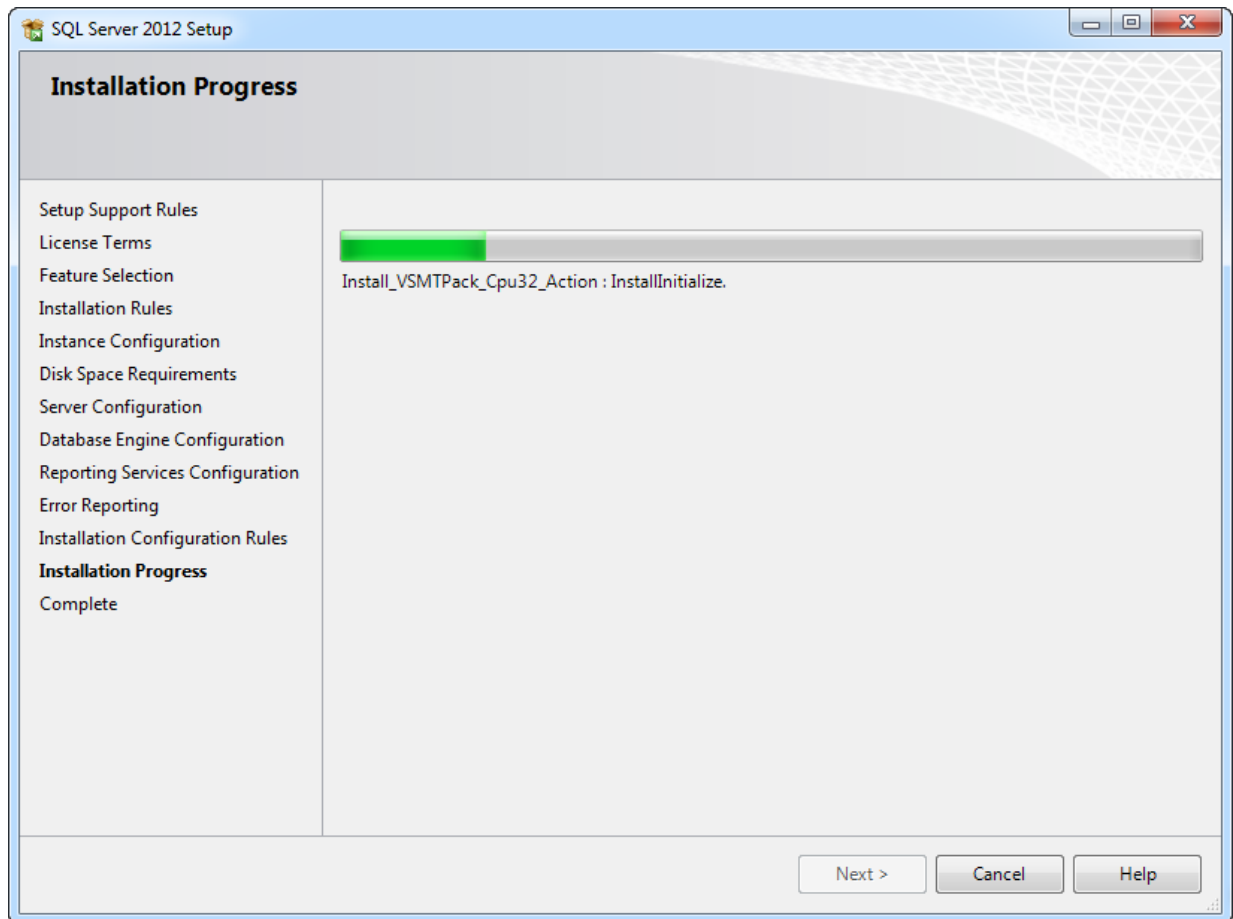 SQL Server 2012 Setup
Installation Progress
Setup Support Rules
License Terms
Feature Selection
Installation Rules
Instance Configuration
Disk Space Requirements
Server Configuration
Database Engine Configuration
Reporting Services Configuration
Error Reporting
Installation Configuration Rules
Installation Progress
Complete
Install_VSMTPack_Cpu32_Action : InstallInitialize.
Next >
Cancel
Help